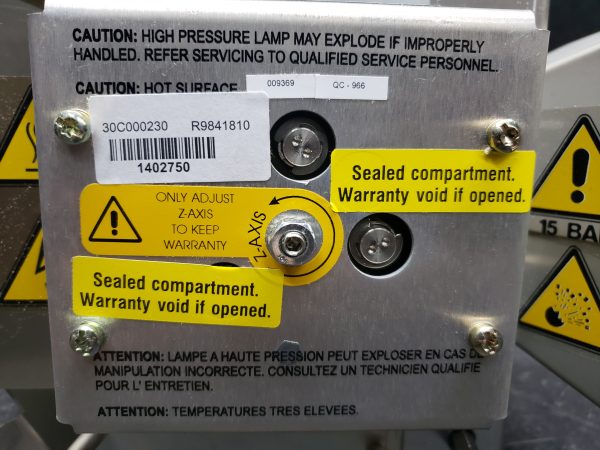 CAUTION: HIGH PRESSURE LAMP MAY EXPLODE IF IMPROPERLY
HANDLED. REFER SERVICING TO QUALIFIED SERVICE PERSONNEL.
CAUTION: HOT SURFACE
009369
QC - 966
30C000230 R9841810
1402750
Sealed compartment.
Warranty void if opened.
ONLY ADJUST
Z-AXIS
TO KEEP
WARRANTY
Z-AXIS
15 BA
Sealed compartment.
Warranty void if opened.
ATTENTION: LAMPE A HAUTE PRESSION PEUT EXPLOSER EN CAS DE
MANIPULATION INCORRECTE. CONSULTEZ UN TECHNICIEN QUALIFIE
POUR L' ENTRETIEN.
ATTENTION: TEMPERATURES TRES ELEVEES.